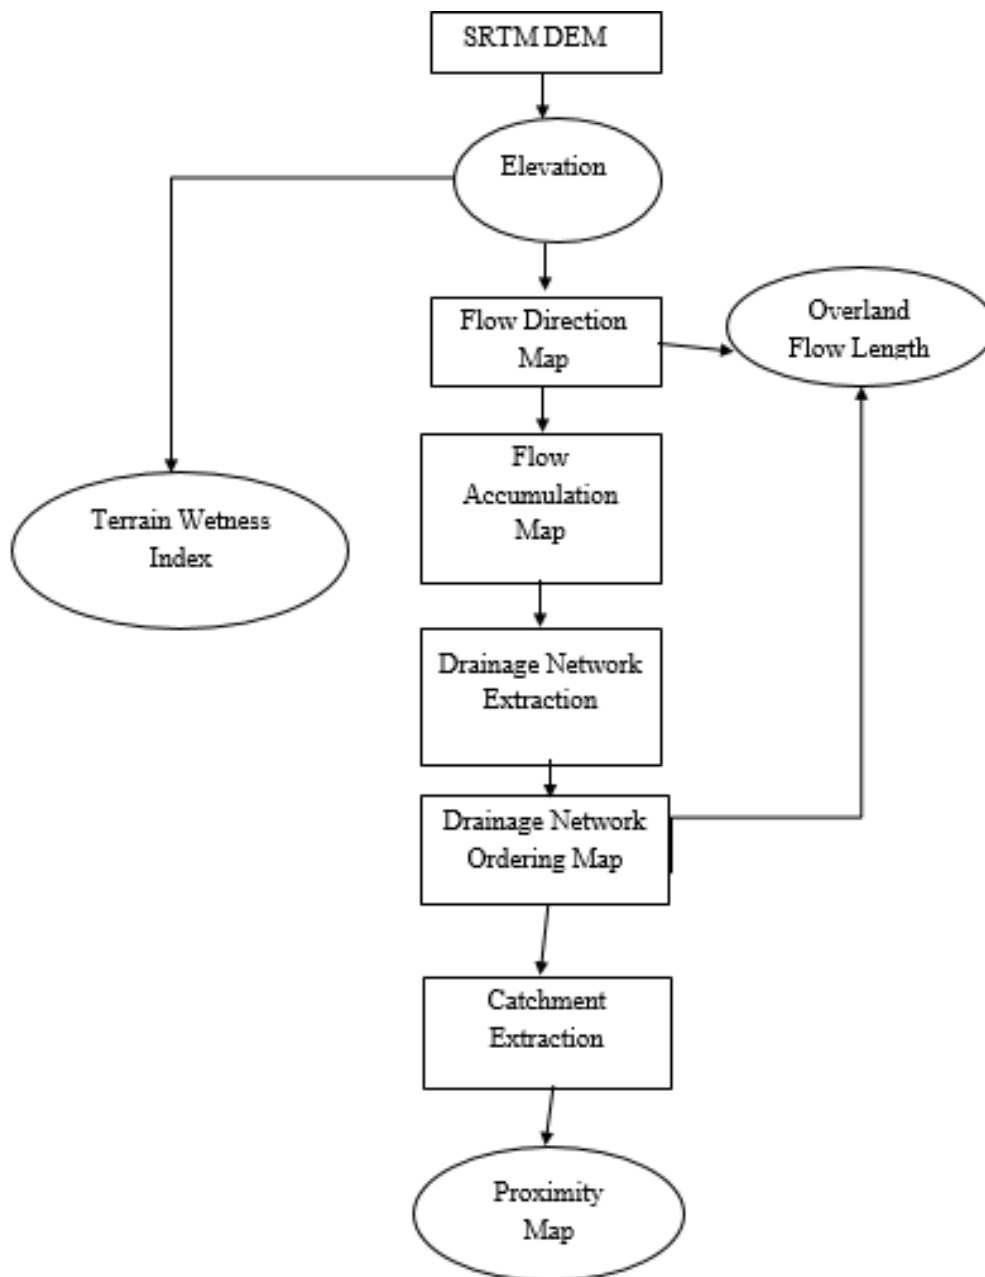 SRTM DEM
Elevation
Flow Direction
Map
Overland
Flow Length
Flow
Accumulation
Map
Terrain Wetness
Index
Drainage Network
Extraction
Drainage Network
Ordering Map
Catchment
Extraction
Proximity
Map